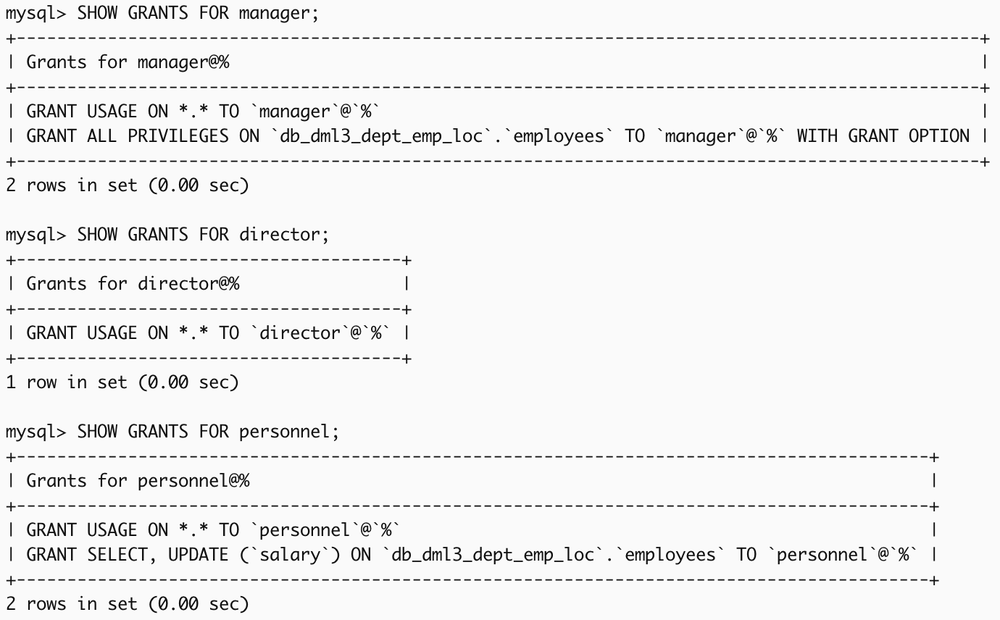 mysql> SHOW GRANTS FOR manager;
+-----------------------------------------------------------------------------------------------+
| Grants for manager@%                                                                          |
+-----------------------------------------------------------------------------------------------+
| GRANT USAGE ON *.* TO `manager`@`%`                                                           |
| GRANT ALL PRIVILEGES ON `db_dml3_dept_emp_loc`.`employees` TO `manager`@`%` WITH GRANT OPTION |
+-----------------------------------------------------------------------------------------------+
2 rows in set (0.00 sec)

mysql> SHOW GRANTS FOR director;
+--------------------------------------+
| Grants for director@%                |
+--------------------------------------+
| GRANT USAGE ON *.* TO `director`@`%` |
+--------------------------------------+
1 row in set (0.00 sec)

mysql> SHOW GRANTS FOR personnel;
+------------------------------------------------------------------------------------------+
| Grants for personnel@%                                                                   |
+------------------------------------------------------------------------------------------+
| GRANT USAGE ON *.* TO `personnel`@`%`                                                    |
| GRANT SELECT, UPDATE (`salary`) ON `db_dml3_dept_emp_loc`.`employees` TO `personnel`@`%` |
+------------------------------------------------------------------------------------------+
2 rows in set (0.00 sec)